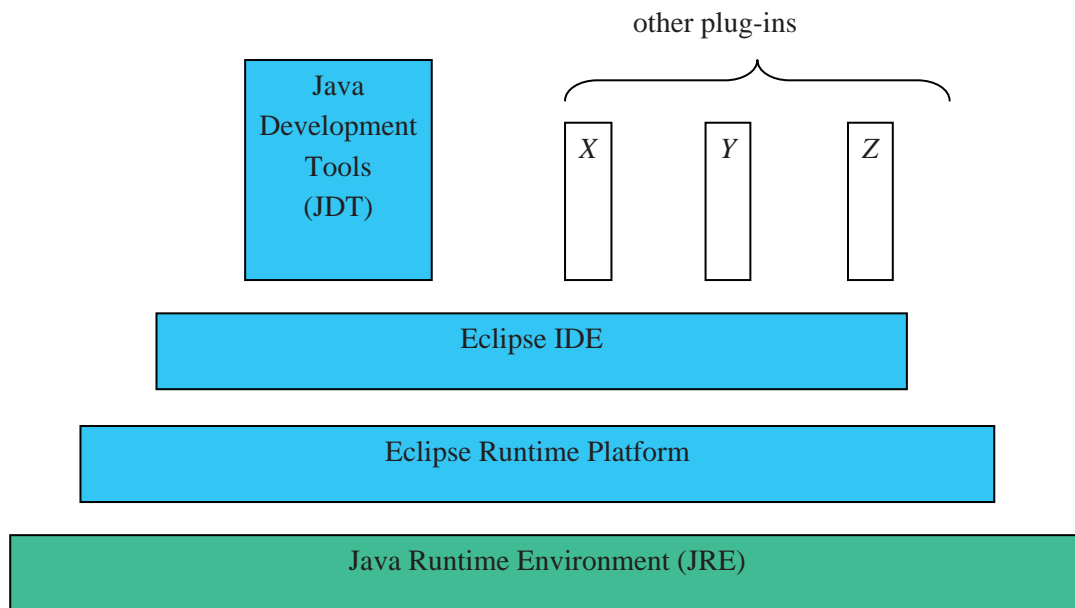 other plug-ins
Java
Development
Tools
(JDT)
X
Y
Z
Eclipse IDE
Eclipse Runtime Platform
Java Runtime Environment (JRE)